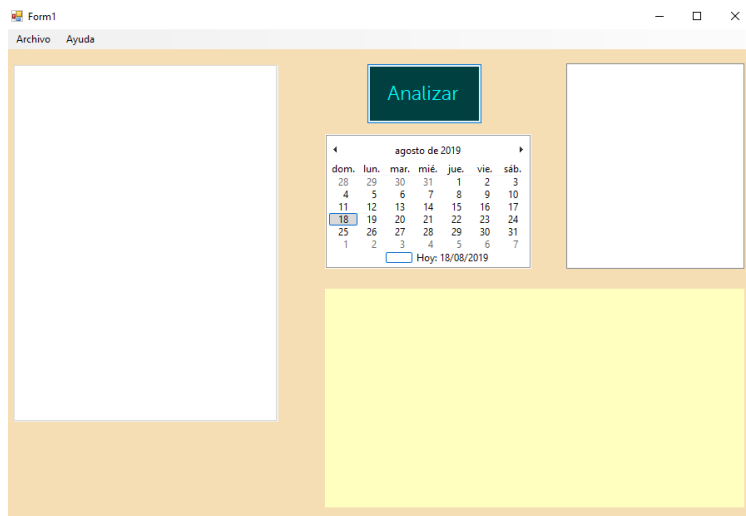 Form1
Archivo Ayuda
Analizar
agosto de 2019
dom. lun. mar. mié. jue. vie. sáb.
28 29 30 31 1 2 3
4 5 6 7 8 9 10
11 12 13 14 15 16 17
18 19 20 21 22 23 24
25 26 27 28 29 30 31
1 2 3 4 5 6 7
Hoy: 18/08/2019